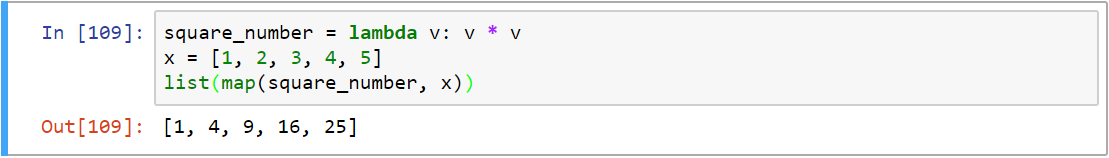 In [109]: square_number = lambda v: v * v
x = [1, 2, 3, 4, 5]
list(map(square_number, x))
Out[109]: [1, 4, 9, 16, 25]